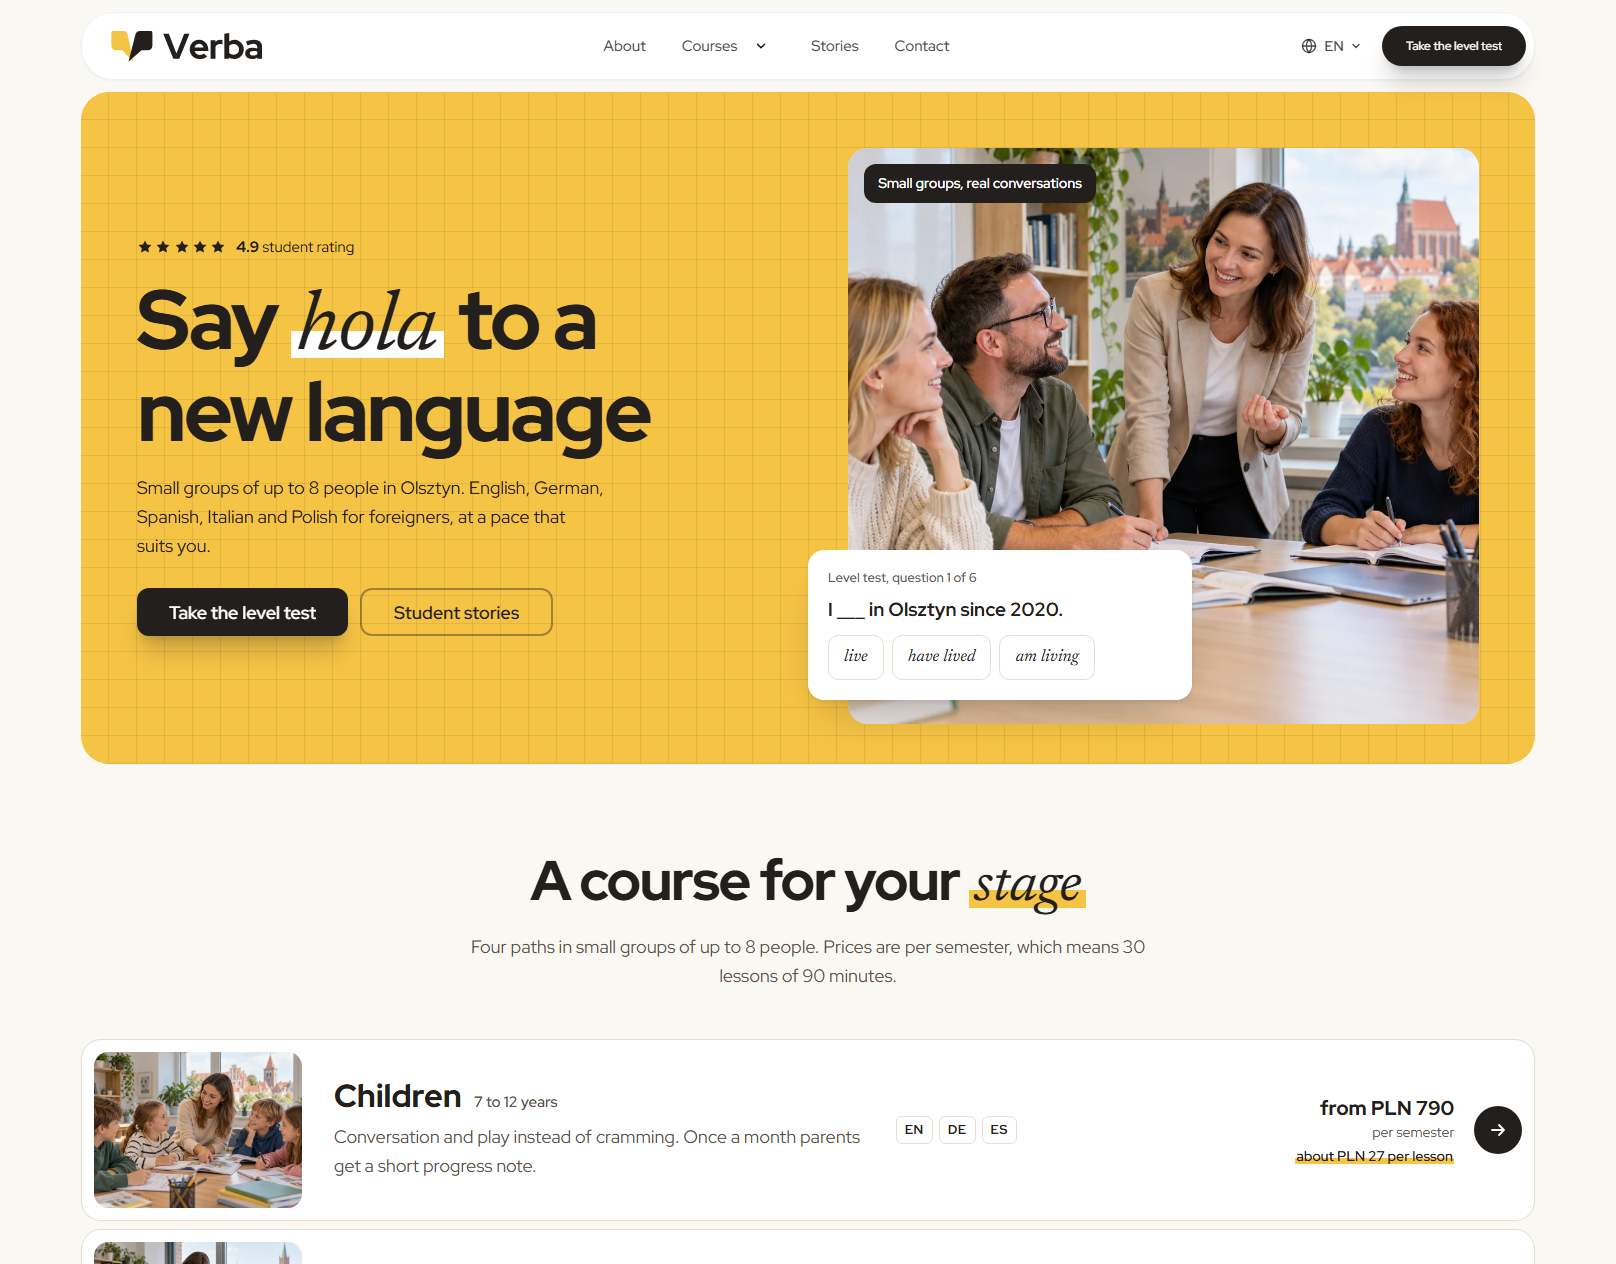 Verba
About
Courses
Stories
Contact
EN
Take the level test
Small groups, real conversations
4.9 student rating
Say hola to a
new language
Small groups of up to 8 people in Olsztyn. English, German,
Spanish, Italian and Polish for foreigners, at a pace that
suits you.
Take the level test
Student stories
Level test, question 1 of 6
I ___ in Olsztyn since 2020.
live
have lived
am living
A course for your stage
Four paths in small groups of up to 8 people. Prices are per semester, which means 30
lessons of 90 minutes.
Children 7 to 12 years
Conversation and play instead of cramming. Once a month parents
get a short progress note.
EN
DE
ES
from PLN 790
per semester
about PLN 27 per lesson